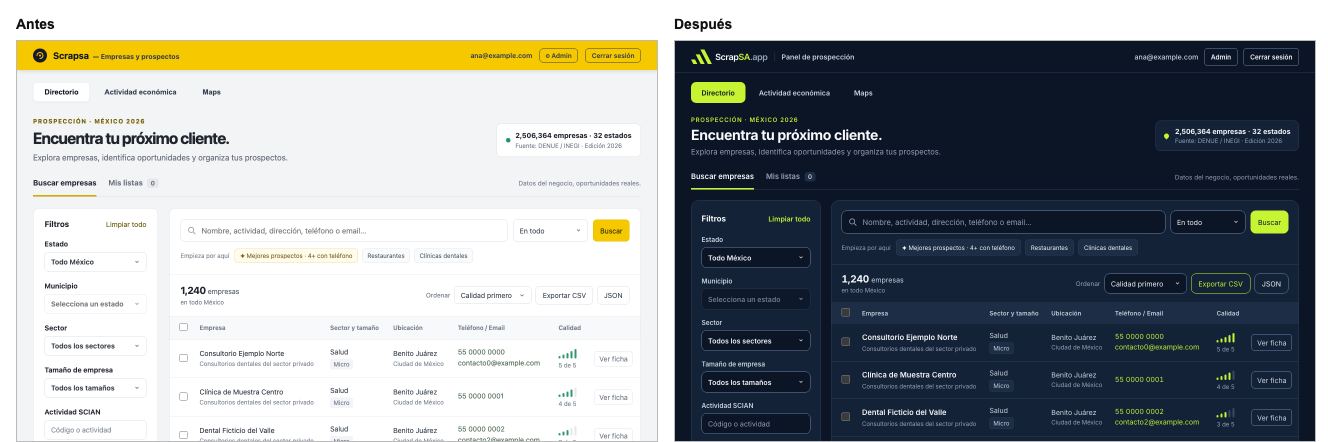 Antes
Scrapsa — Empresas y prospectos
ana@example.com
Admin
Cerrar sesión
Directorio
Actividad económica
Maps
PROSPECCIÓN · MÉXICO 2026
Encuentra tu próximo cliente.
Explora empresas, identifica oportunidades y organiza tus prospectos.
2,506,364 empresas · 32 estados
Fuente: DENUE / INEGI · Edición 2026
Buscar empresas
Mis listas 0
Datos del negocio, oportunidades reales.
Filtros
Limpiar todo
Estado
Todo México
Municipio
Selecciona un estado
Sector
Todos los sectores
Tamaño de empresa
Todos los tamaños
Actividad SCIAN
Código o actividad
Nombre, actividad, dirección, teléfono o email...
En todo
Buscar
Empieza por aquí
Mejores prospectos · 4+ con teléfono
Restaurantes
Clínicas dentales
1,240 empresas
en todo México
Ordenar
Calidad primero
Exportar CSV
JSON
Empresa
Sector y tamaño
Ubicación
Teléfono / Email
Calidad
Consultorio Ejemplo Norte
Consultorios dentales del sector privado
Salud
Micro
Benito Juárez
Ciudad de México
55 0000 0000
contacto0@example.com
5 de 5
Ver ficha
Clínica de Muestra Centro
Consultorios dentales del sector privado
Salud
Micro
Benito Juárez
Ciudad de México
55 0000 0001
4 de 5
Ver ficha
Dental Ficticio del Valle
Consultorios dentales del sector privado
Salud
Micro
Benito Juárez
Ciudad de México
55 0000 0002
contacto2@example.com
Ver ficha
Después
ScrapSA.app
Panel de prospección
ana@example.com
Admin
Cerrar sesión
Directorio
Actividad económica
Maps
PROSPECCIÓN · MÉXICO 2026
Encuentra tu próximo cliente.
Explora empresas, identifica oportunidades y organiza tus prospectos.
2,506,364 empresas · 32 estados
Fuente: DENUE / INEGI · Edición 2026
Buscar empresas
Mis listas 0
Datos del negocio, oportunidades reales.
Filtros
Limpiar todo
Estado
Todo México
Municipio
Selecciona un estado
Sector
Todos los sectores
Tamaño de empresa
Todos los tamaños
Actividad SCIAN
Código o actividad
Nombre, actividad, dirección, teléfono o email...
En todo
Buscar
Empieza por aquí
Mejores prospectos · 4+ con teléfono
Restaurantes
Clínicas dentales
1,240 empresas
en todo México
Ordenar
Calidad primero
Exportar CSV
JSON
Empresa
Sector y tamaño
Ubicación
Teléfono / Email
Calidad
Consultorio Ejemplo Norte
Consultorios dentales del sector privado
Salud
Micro
Benito Juárez
Ciudad de México
55 0000 0000
contacto0@example.com
5 de 5
Ver ficha
Clínica de Muestra Centro
Consultorios dentales del sector privado
Salud
Micro
Benito Juárez
Ciudad de México
55 0000 0001
4 de 5
Ver ficha
Dental Ficticio del Valle
Consultorios dentales del sector privado
Salud
Micro
Benito Juárez
Ciudad de México
55 0000 0002
contacto2@example.com
3 de 5
Ver ficha